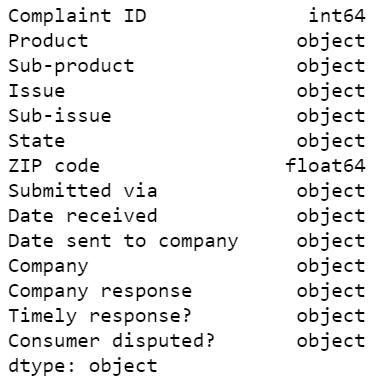 Complaint ID int64
Product object
Sub-product object
Issue object
Sub-issue object
State object
ZIP code float64
Submitted via object
Date received object
Date sent to company object
Company object
Company response object
Timely response? object
Consumer disputed? object
dtype: object